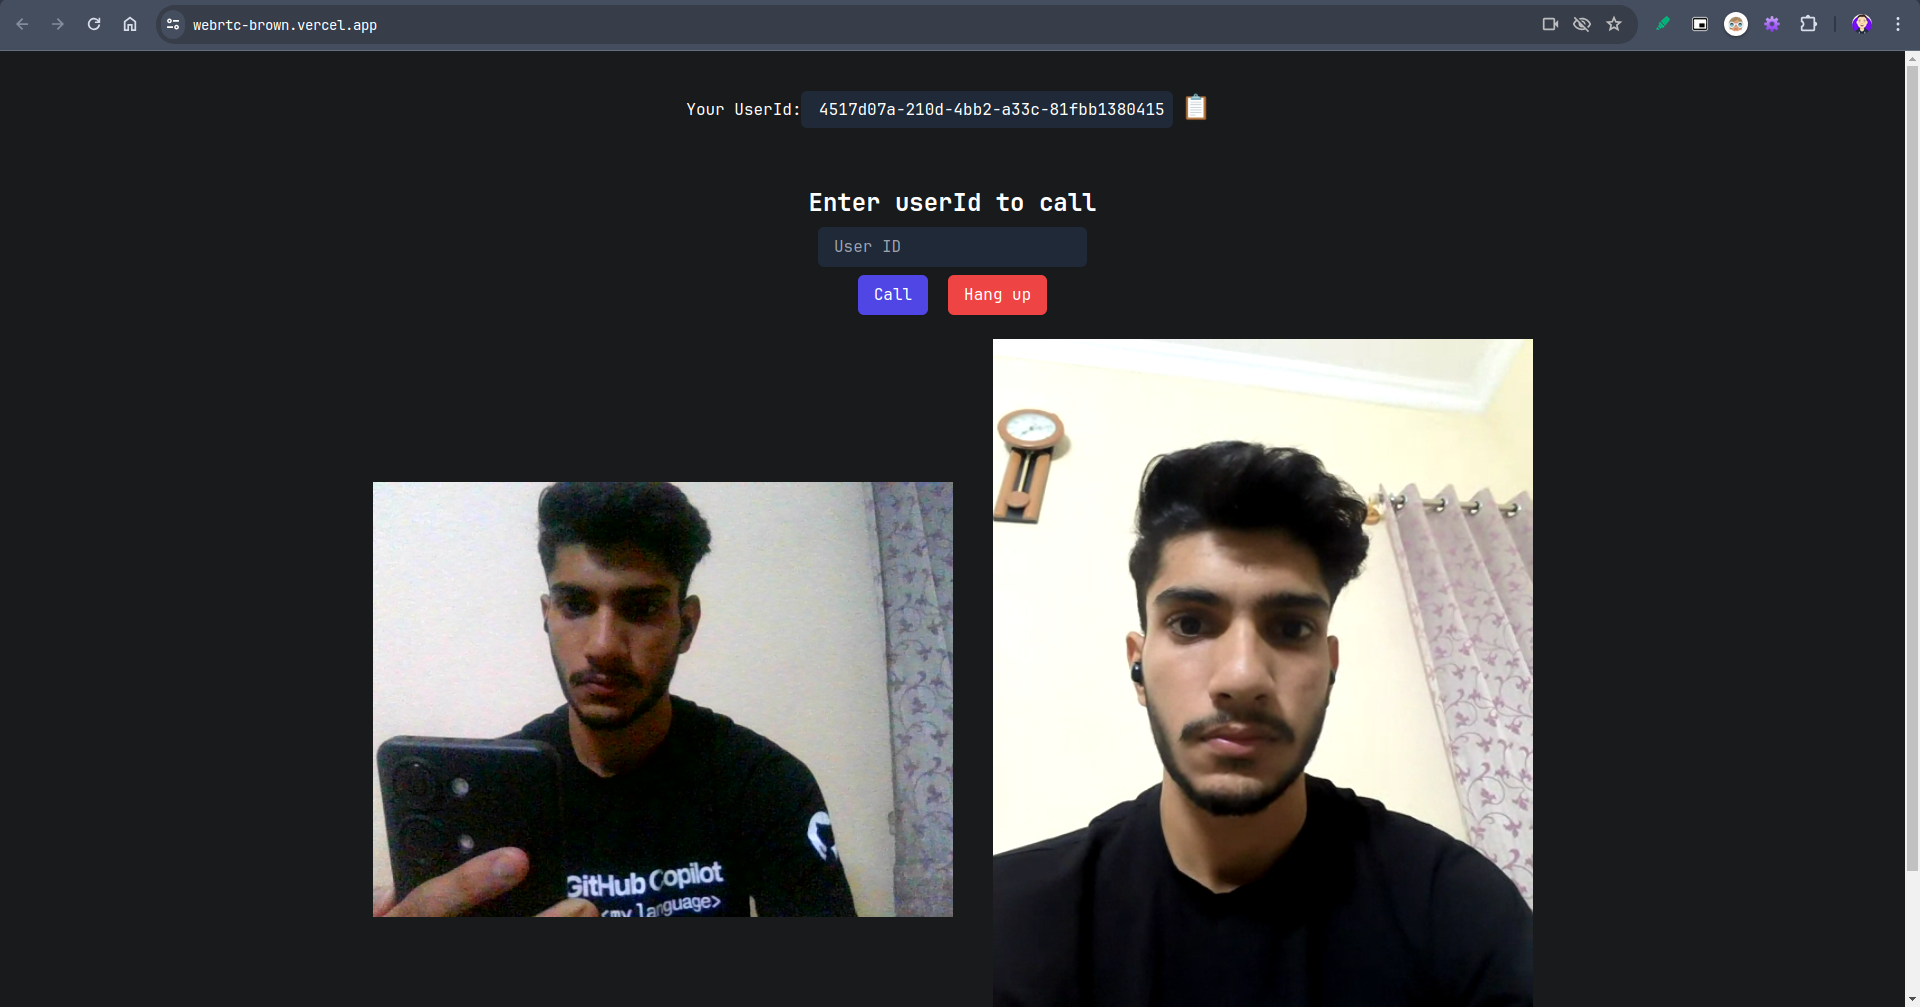 webrtc-brown.vercel.app
Your UserId: 4517d07a-210d-4bb2-a33c-81fbb1380415
Enter userId to call
User ID
Call Hang up
GitHub Copilot
<my language>